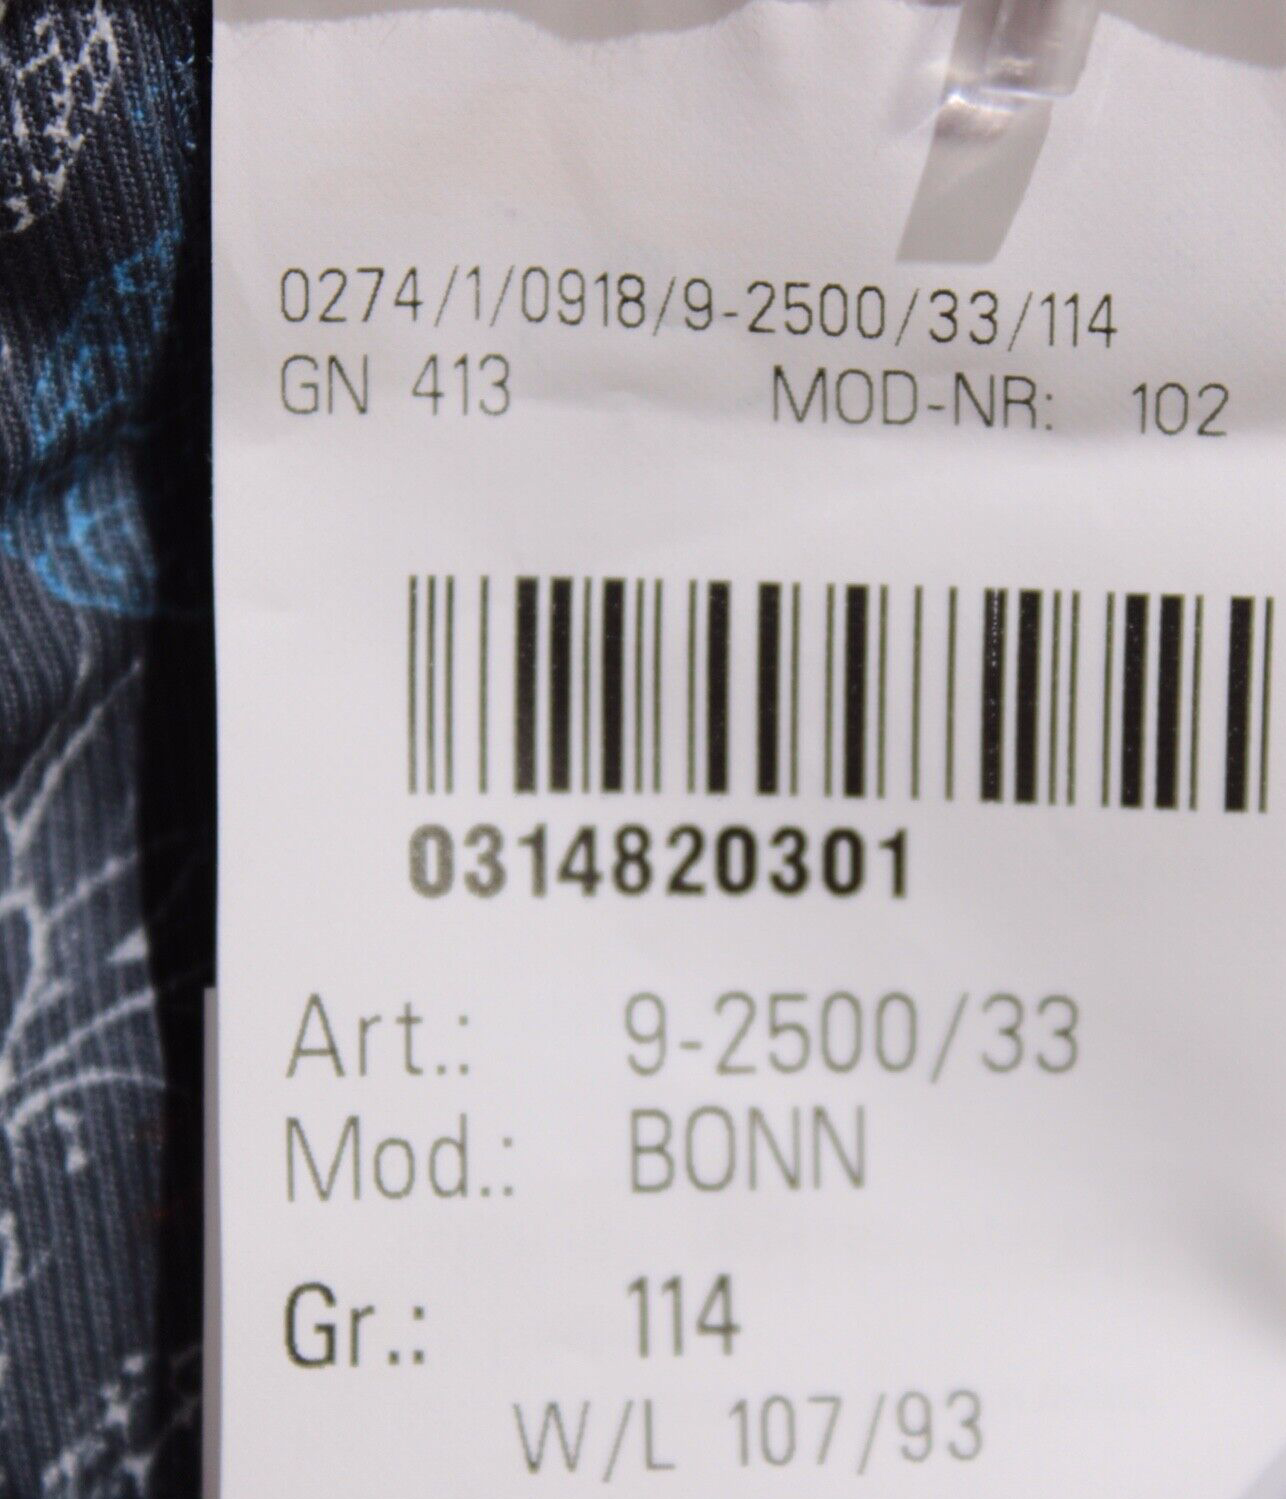 0274/1/0918/9-2500/33/114
GN 413 MOD-NR: 102
0314820301
Art.: 9-2500/33
Mod.: BONN
Gr.: 114
W/L 107/93